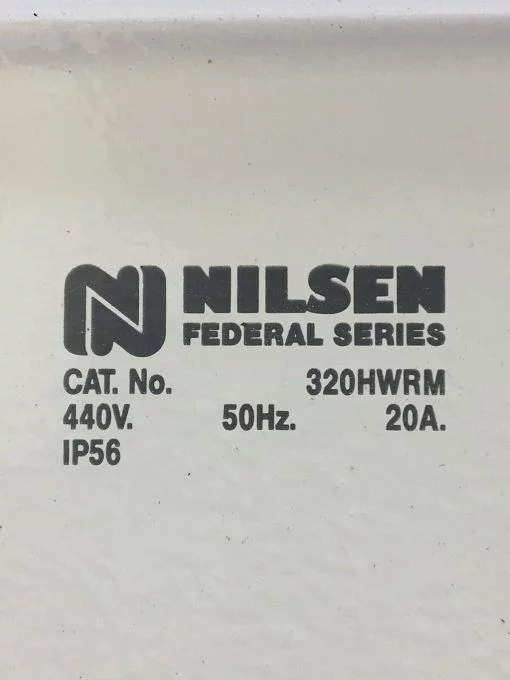 N NILSEN
FEDERAL SERIES
CAT. No. 320HWRM
440V. 50Hz. 20A.
IP56